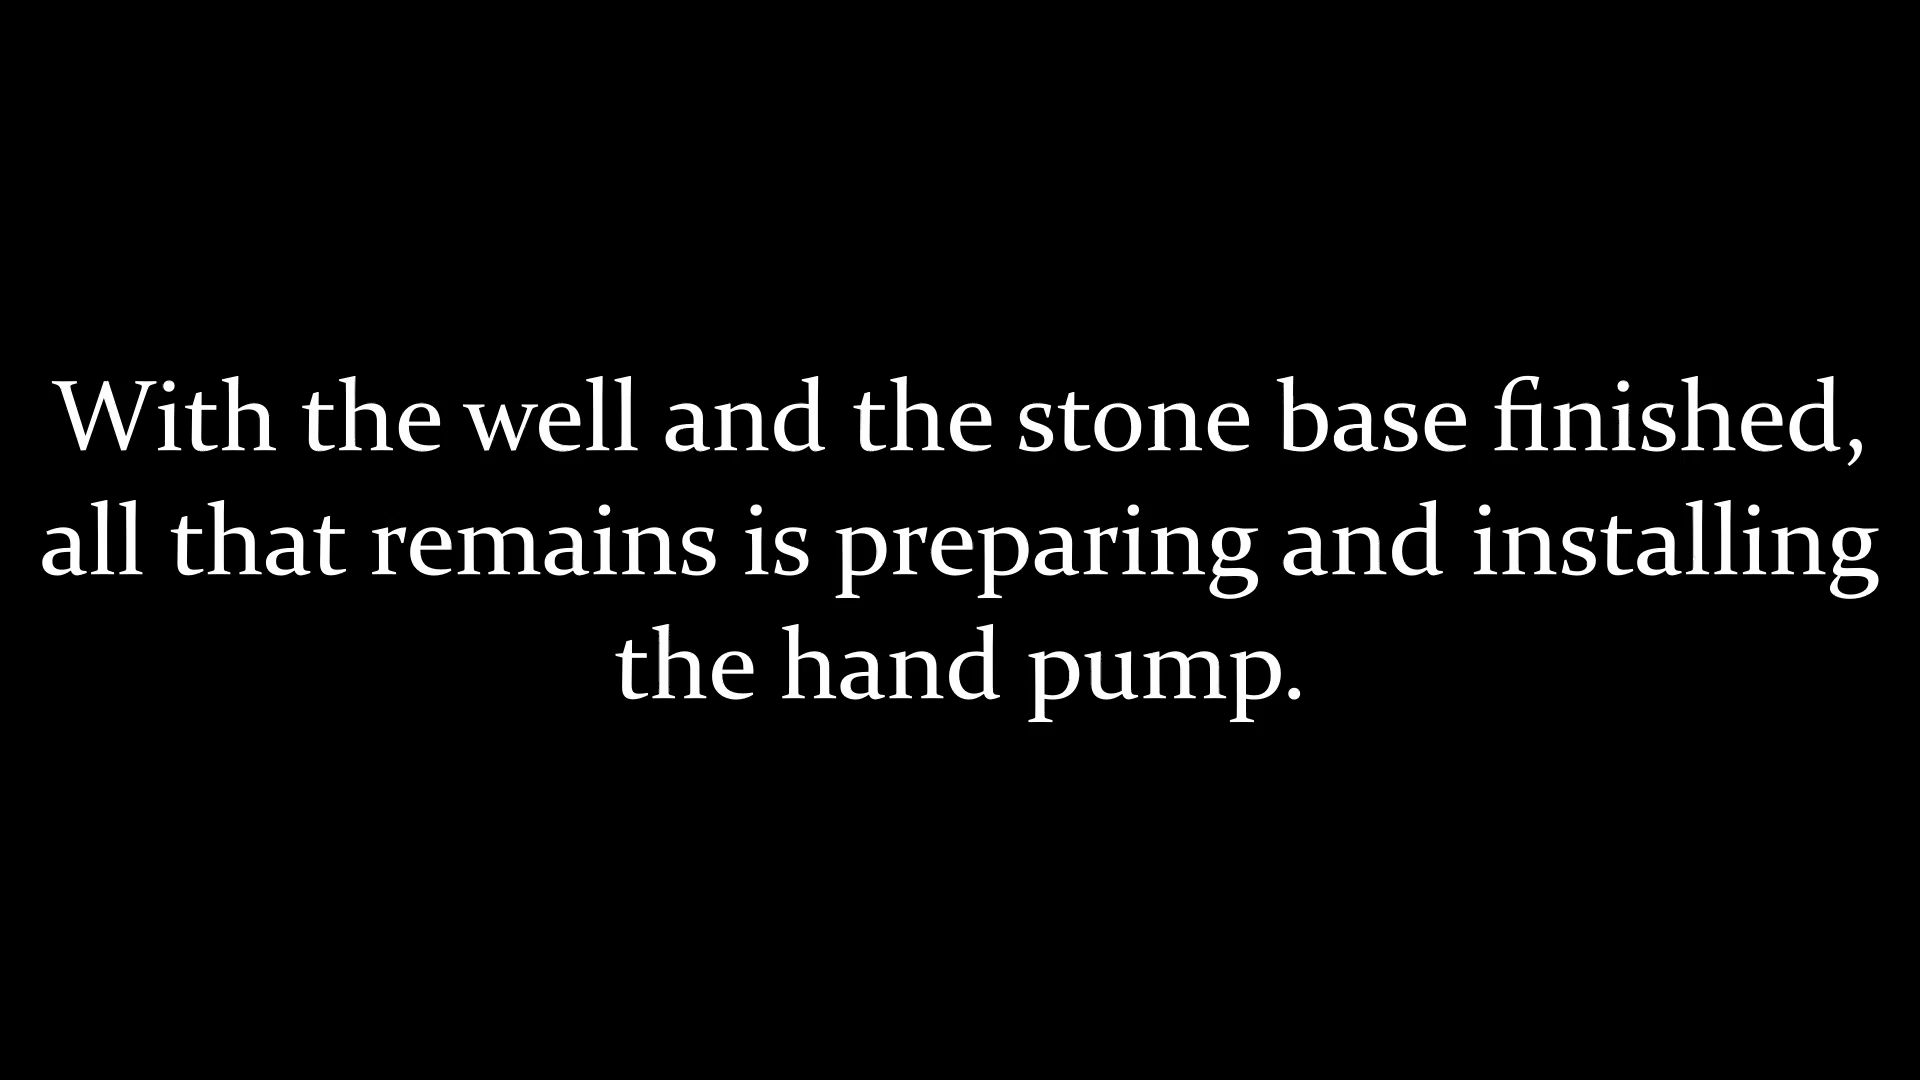 With the well and the stone base finished,
all that remains is preparing and installing
the hand pump.